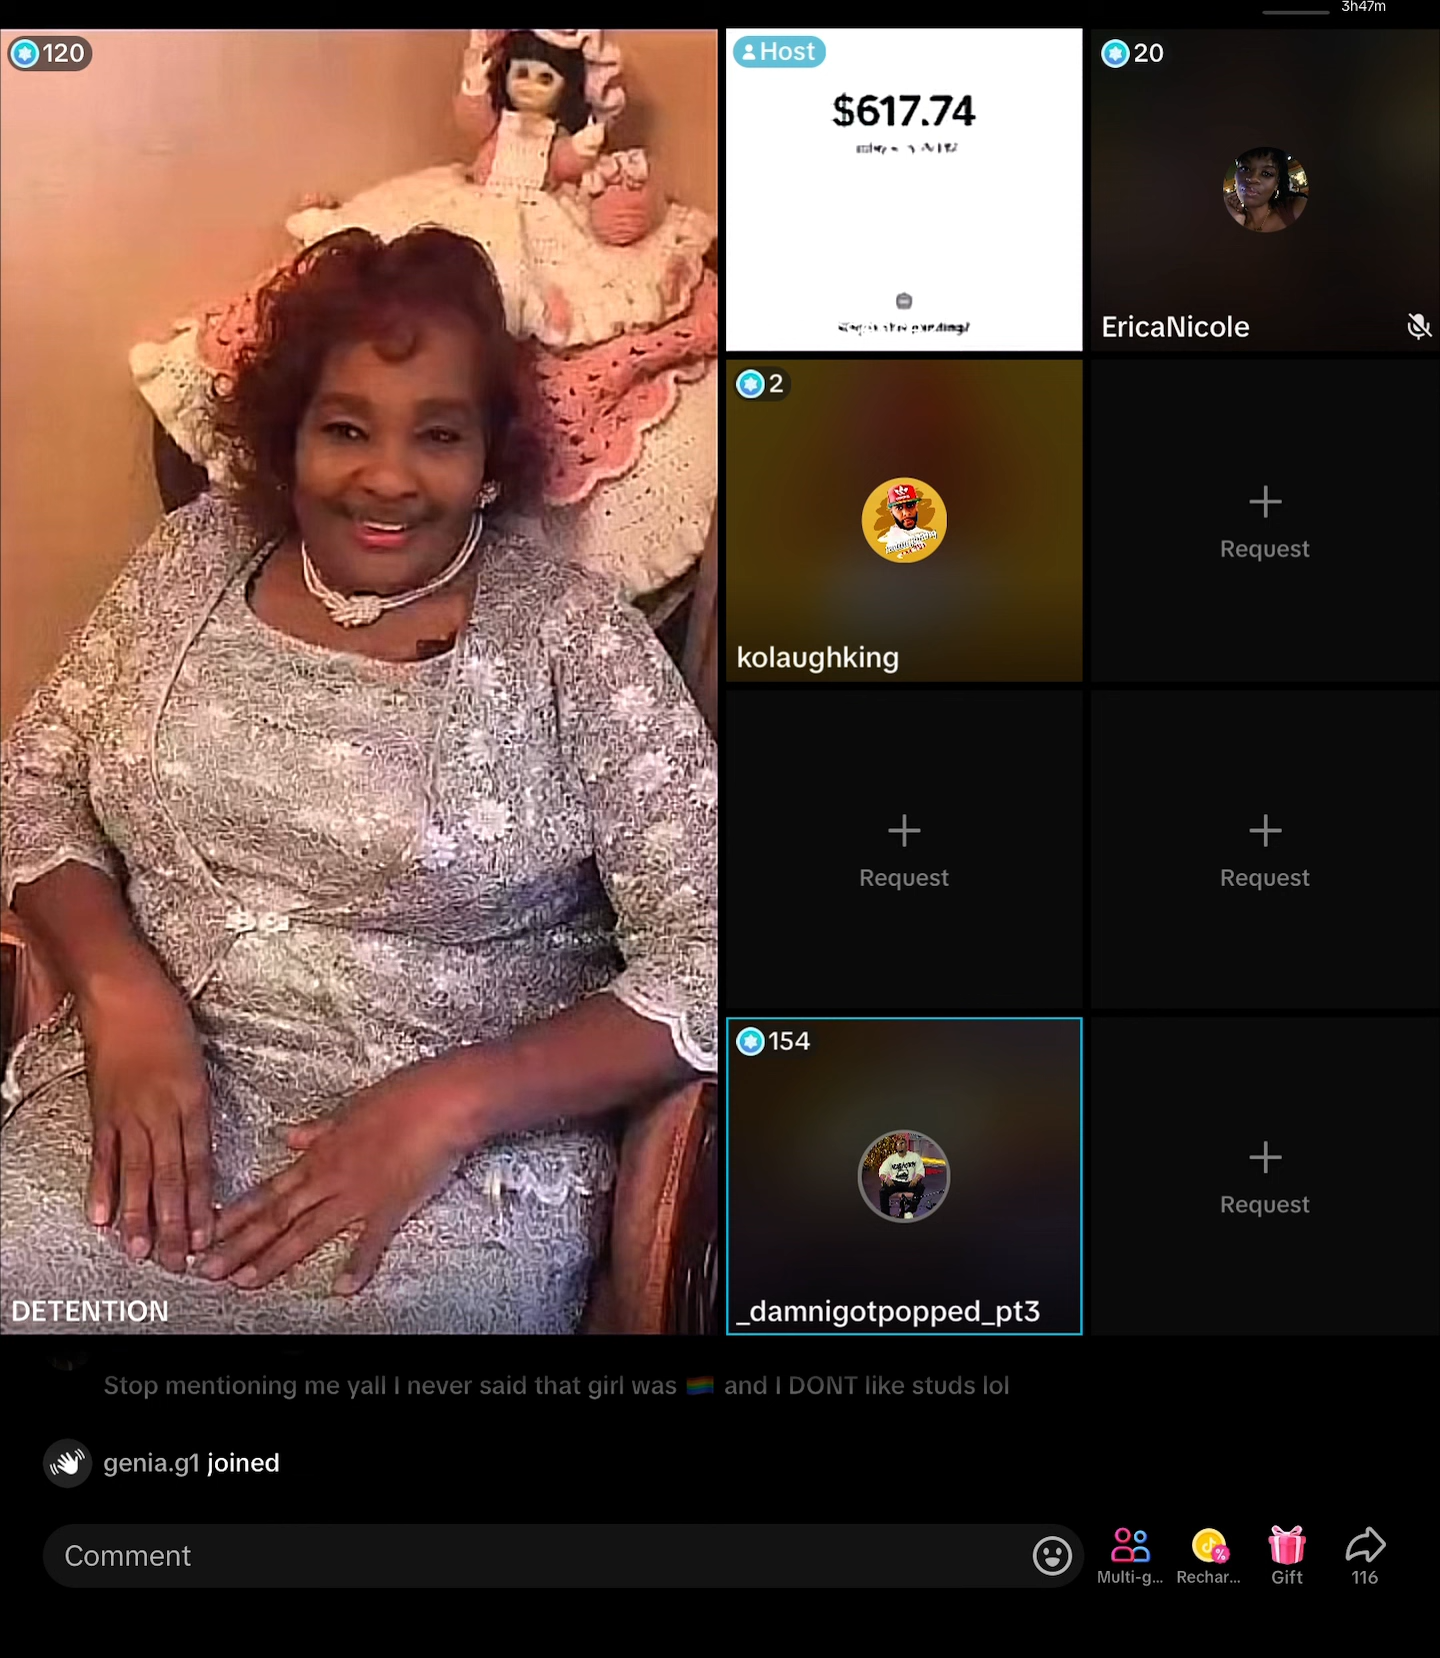 3h47m
120
Host
20
$617.74
EricaNicole
2
Request
kolaughking
Request
Request
154
Request
DETENTION
_damnigotpopped_pt3
Stop mentioning me yall I never said that girl was 🏳️‍🌈 and I DONT like studs lol
genia.g1 joined
Comment
Multi-g...
Rechar...
Gift
116